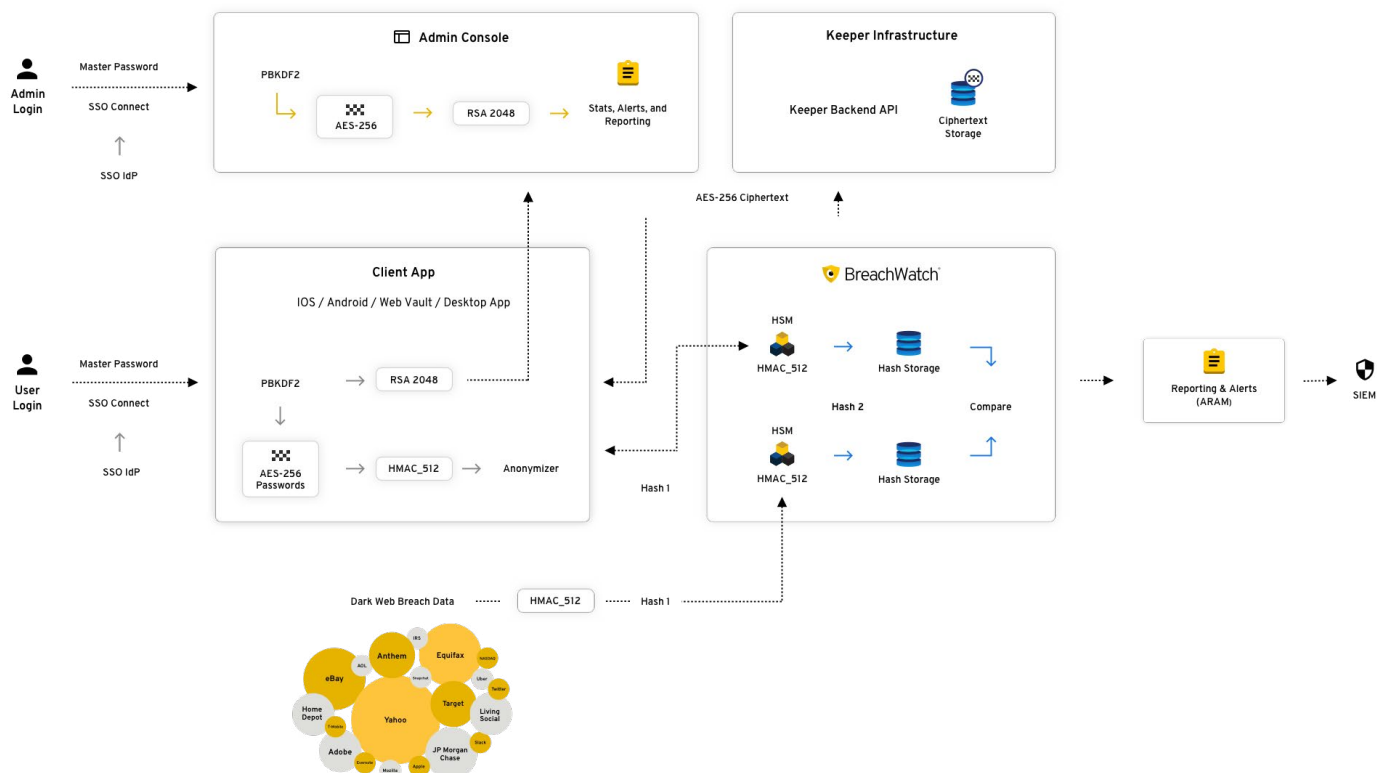 Admin Console
Keeper Infrastructure
Master Password
Admin
Login
SSO Connect
SSO IdP
PBKDF2
AES-256
RSA 2048
Stats, Alerts, and
Reporting
Keeper Backend API
Ciphertext
Storage
AES-256 Ciphertext
Client App
IOS / Android / Web Vault / Desktop App
BreachWatch
Master Password
User
Login
SSO Connect
SSO IdP
PBKDF2
RSA 2048
AES-256
Passwords
HMAC_512
Anonymizer
Hash 1
HSM
HMAC_512
Hash Storage
Hash 2
Compare
HSM
HMAC_512
Hash Storage
Reporting & Alerts
(ARAM)
SIEM
Dark Web Breach Data
HMAC_512
Hash 1
IRS
Anthem
Equifax
AOL
eBay
Uber
Twitter
Home
Depot
Yahoo
Target
Living
Social
Adobe
JP Morgan
Chase
Slack
Mozilla
Apple